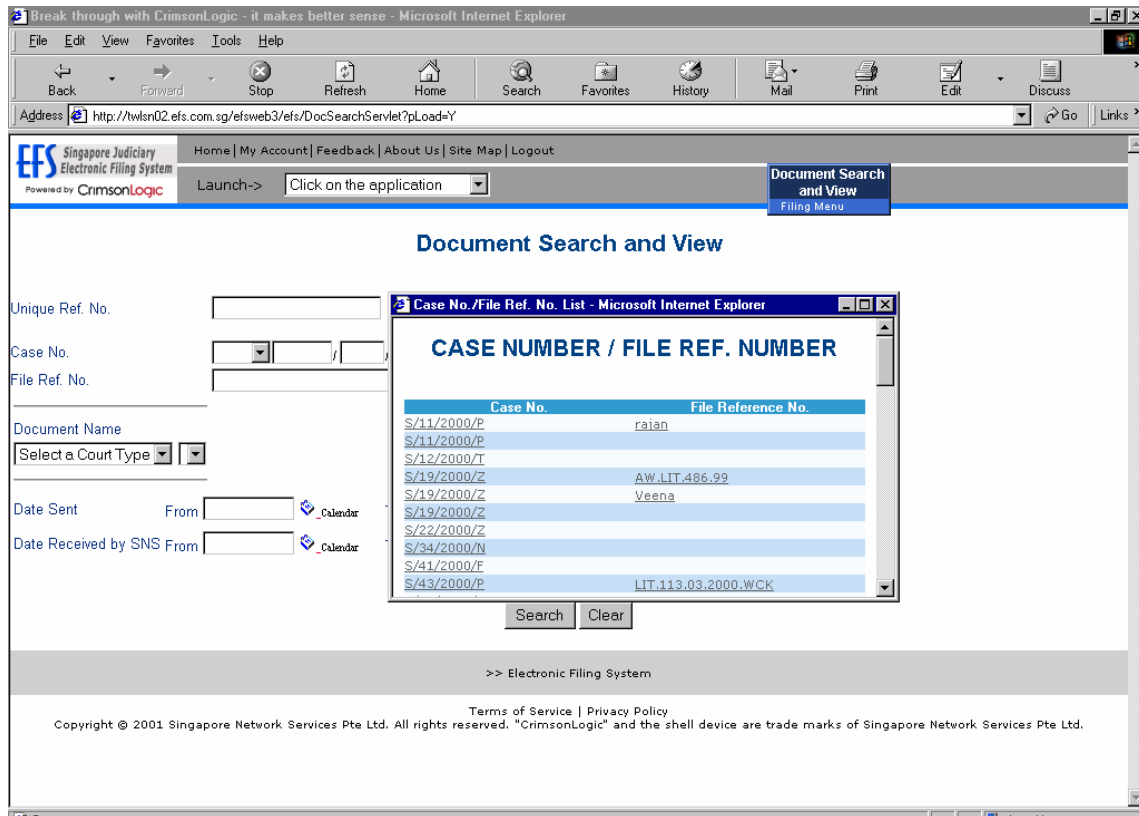 Break through with CrimsonLogic - it makes better sense - Microsoft Internet Explorer
File Edit View Favorites Tools Help
Back Forward Stop Refresh Home Search Favorites History Mail Print Edit Discuss
Address http://twlsn02.efs.com.sg/efsweb3/efs/DocSearchServlet?pLoad=Y Go Links
EFS Singapore Judiciary
Electronic Filing System
Powered by CrimsonLogic
Home | My Account | Feedback | About Us | Site Map | Logout
Launch-> Click on the application
Document Search
and View
Filing Menu
Document Search and View
Unique Ref. No.
Case No. / /
File Ref. No.
Document Name
Select a Court Type
Date Sent From Calendar
Date Received by SNS From Calendar
Case No./File Ref. No. List - Microsoft Internet Explorer
CASE NUMBER / FILE REF. NUMBER
Case No. File Reference No.
S/11/2000/P rajan
S/11/2000/P
S/12/2000/T
S/19/2000/Z AW.LIT.486.99
S/19/2000/Z Veena
S/19/2000/Z
S/22/2000/Z
S/34/2000/N
S/41/2000/F
S/43/2000/P LIT.113.03.2000.WCK
Search Clear
>> Electronic Filing System
Terms of Service | Privacy Policy
Copyright © 2001 Singapore Network Services Pte Ltd. All rights reserved. "CrimsonLogic" and the shell device are trade marks of Singapore Network Services Pte Ltd.